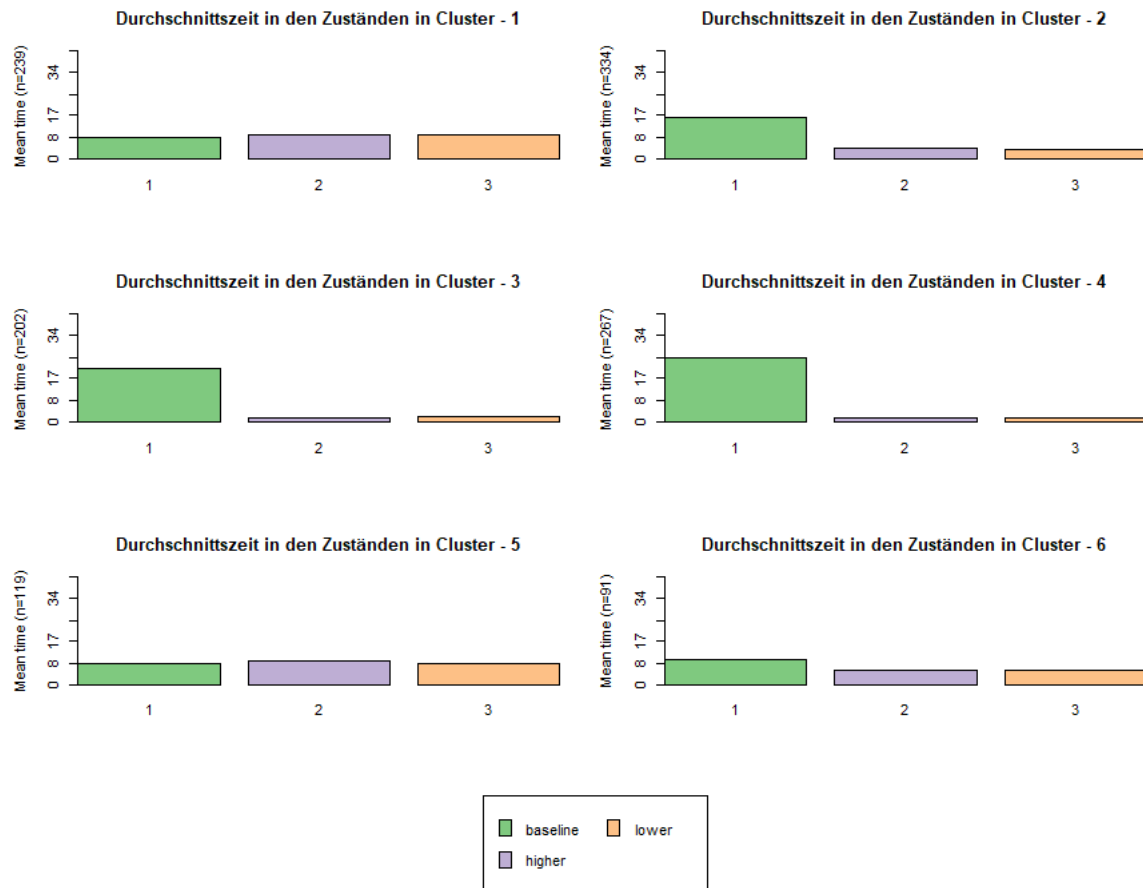 Durchschnittszeit in den Zuständen in Cluster - 1
Mean time (n=239)
34
17
8
0
1 2 3
Durchschnittszeit in den Zuständen in Cluster - 2
Mean time (n=334)
34
17
8
0
1 2 3
Durchschnittszeit in den Zuständen in Cluster - 3
Mean time (n=202)
34
17
8
0
1 2 3
Durchschnittszeit in den Zuständen in Cluster - 4
Mean time (n=267)
34
17
8
0
1 2 3
Durchschnittszeit in den Zuständen in Cluster - 5
Mean time (n=119)
34
17
8
0
1 2 3
Durchschnittszeit in den Zuständen in Cluster - 6
Mean time (n=91)
34
17
8
0
1 2 3
baseline lower
higher